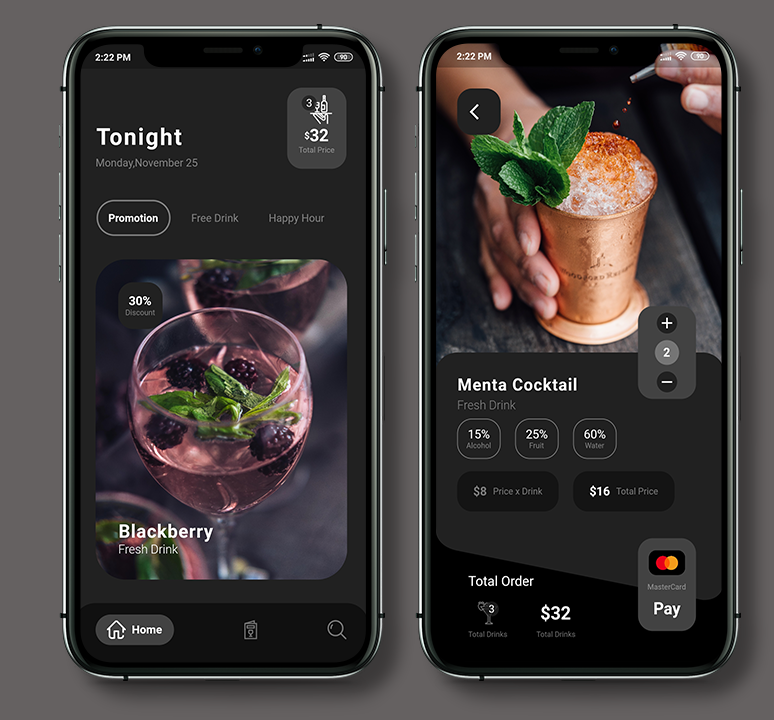 2:22 PM
90
3
$32
Total Price
Tonight
Monday,November 25
Promotion
Free Drink
Happy Hour
30%
Discount
Blackberry
Fresh Drink
Home
2:22 PM
90
+
2
−
Menta Cocktail
Fresh Drink
15%
Alcohol
25%
Fruit
60%
Water
$8 Price x Drink
$16 Total Price
Total Order
3
Total Drinks
$32
Total Drinks
MasterCard
Pay